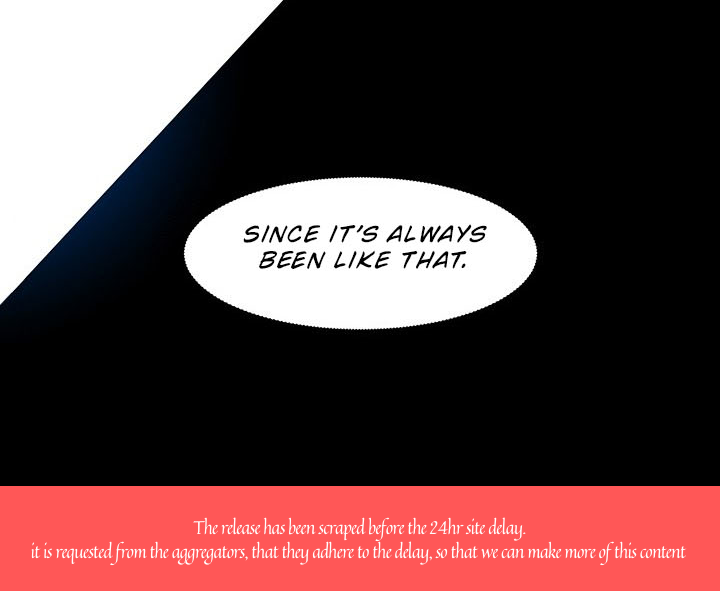 SINCE IT'S ALWAYS
BEEN LIKE THAT.
The release has been scraped before the 24hr site delay.
it is requested from the aggregators, that they adhere to the delay, so that we can make more of this content